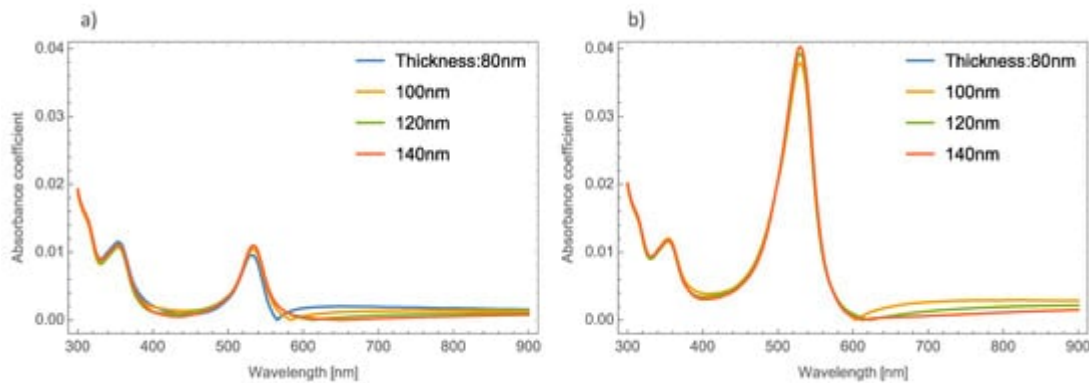 a)
0.04
0.03
0.02
0.01
0.00
Absorbance coefficient
Thickness:80nm
100nm
120nm
140nm
300 400 500 600 700 800 900
Wavelength [nm]
b)
0.04
0.03
0.02
0.01
0.00
Absorbance coefficient
Thickness:80nm
100nm
120nm
140nm
300 400 500 600 700 800 900
Wavelength [nm]